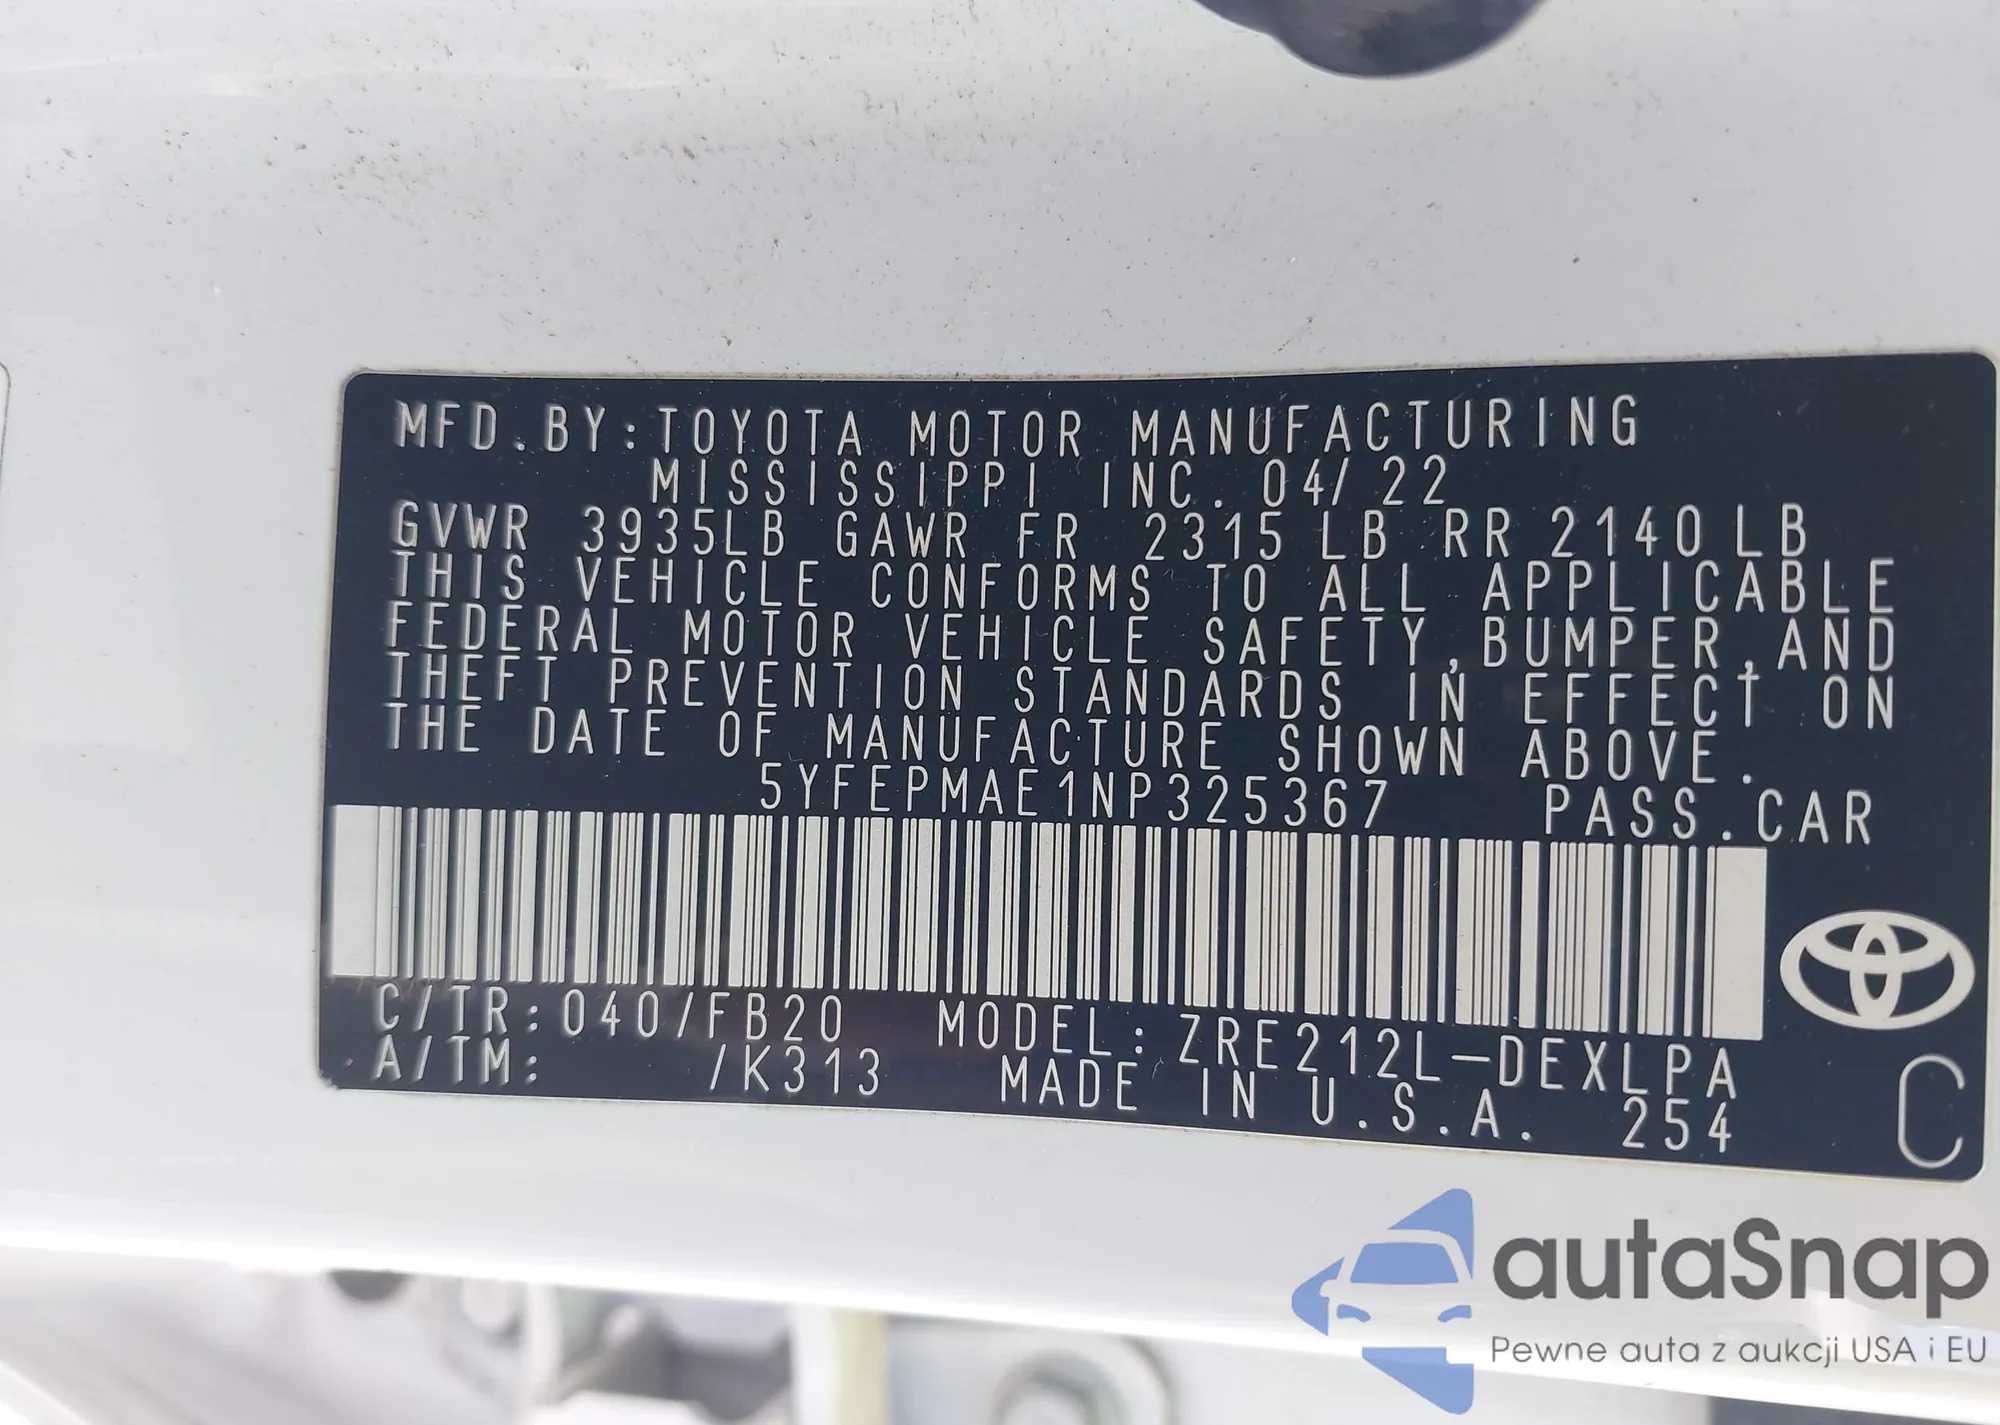 MFD.BY:TOYOTA MOTOR MANUFACTURING
MISSISSIPPI INC. 04/22
GVWR 3935LB GAWR FR 2315 LB RR 2140 LB
THIS VEHICLE CONFORMS TO ALL APPLICABLE
FEDERAL MOTOR VEHICLE SAFETY,BUMPER,AND
THEFT PREVENTION STANDARDS IN EFFECT ON
THE DATE OF MANUFACTURE SHOWN ABOVE.
5YFEPMAE1NP325367 PASS.CAR
C/TR:040/FB20 MODEL:ZRE212L-DEXLPA
A/TM: /K313 MADE IN U.S.A. 254
C
autaSnap
Pewne auta z aukcji USA i EU